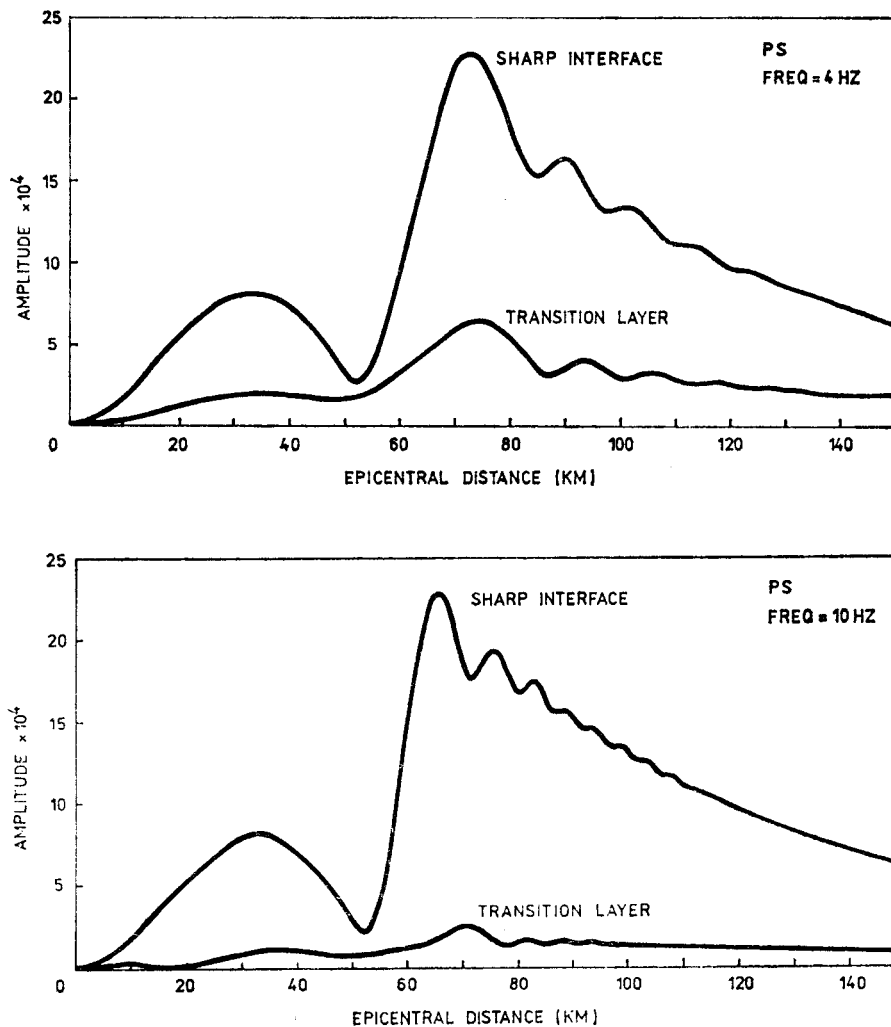 25
20
15
10
5
0
AMPLITUDE ×10⁴
SHARP INTERFACE
PS
FREQ = 4 HZ
TRANSITION LAYER
20 40 60 80 100 120 140
EPICENTRAL DISTANCE (KM)
25
20
15
10
5
0
AMPLITUDE ×10⁴
SHARP INTERFACE
PS
FREQ = 10 HZ
TRANSITION LAYER
20 40 60 80 100 120 140
EPICENTRAL DISTANCE (KM)